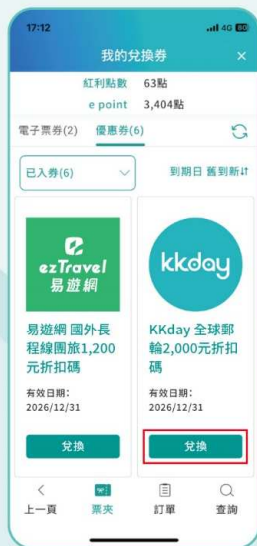 17:12
4G
我的兌換券
×
紅利點數 63點
e point 3,404點
電子票券(2) 優惠券(6)
已入券(6)
到期日 舊到新
ezTravel
易遊網
kkday
易遊網 國外長
程線團旅1,200
元折扣碼
KKday 全球郵
輪2,000元折扣
碼
有效日期：
2026/12/31
有效日期：
2026/12/31
兌換
兌換
上一頁 票夾 訂單 查詢